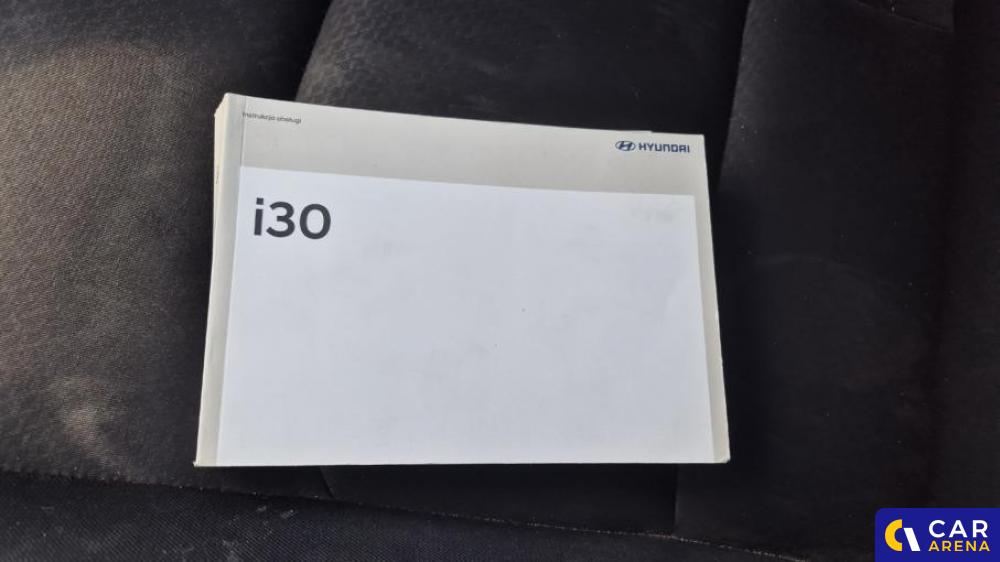 Instrukcja obsługi
HYUNDAI
i30
CAR
ARENA